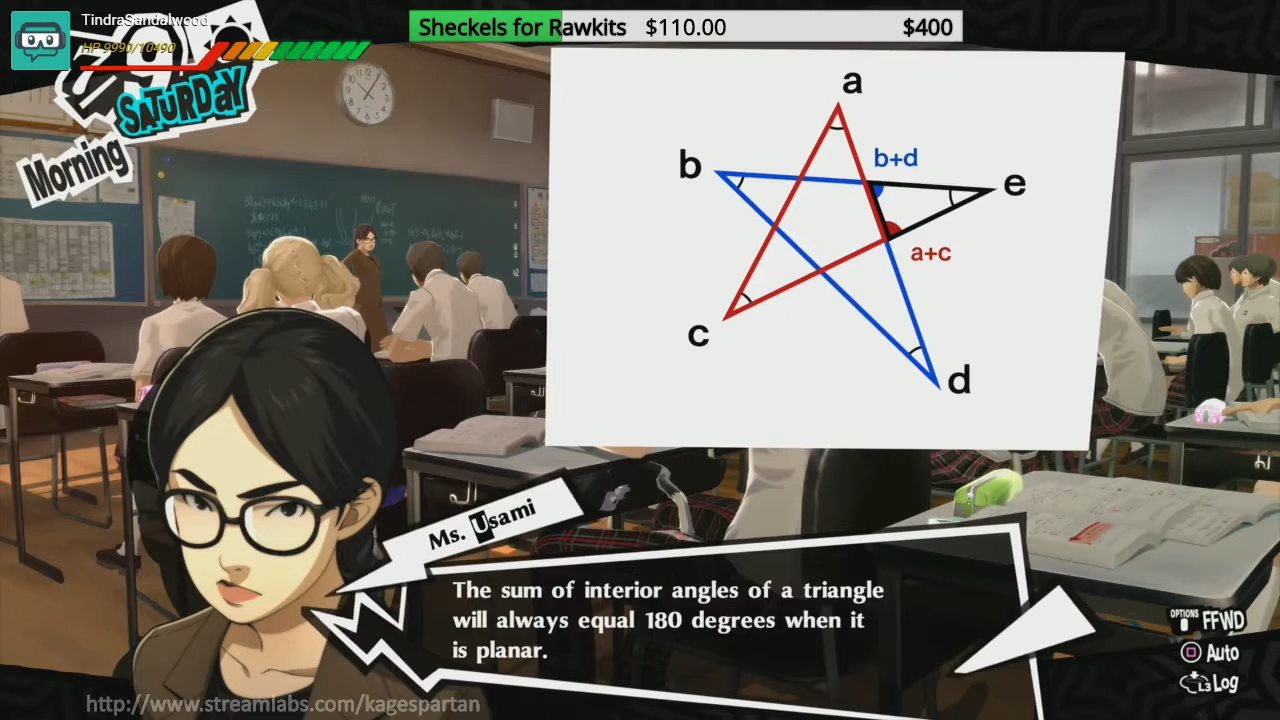 TindraSandalwood
HP 9990/10490
Sheckels for Rawkits $110.00 $400
9
SATURDAY
Morning
a
b
b+d
e
a+c
c
d
Ms. Usami
The sum of interior angles of a triangle
will always equal 180 degrees when it
is planar.
OPTIONS FFWD
Auto
L3 Log
http://www.streamlabs.com/kagespartan